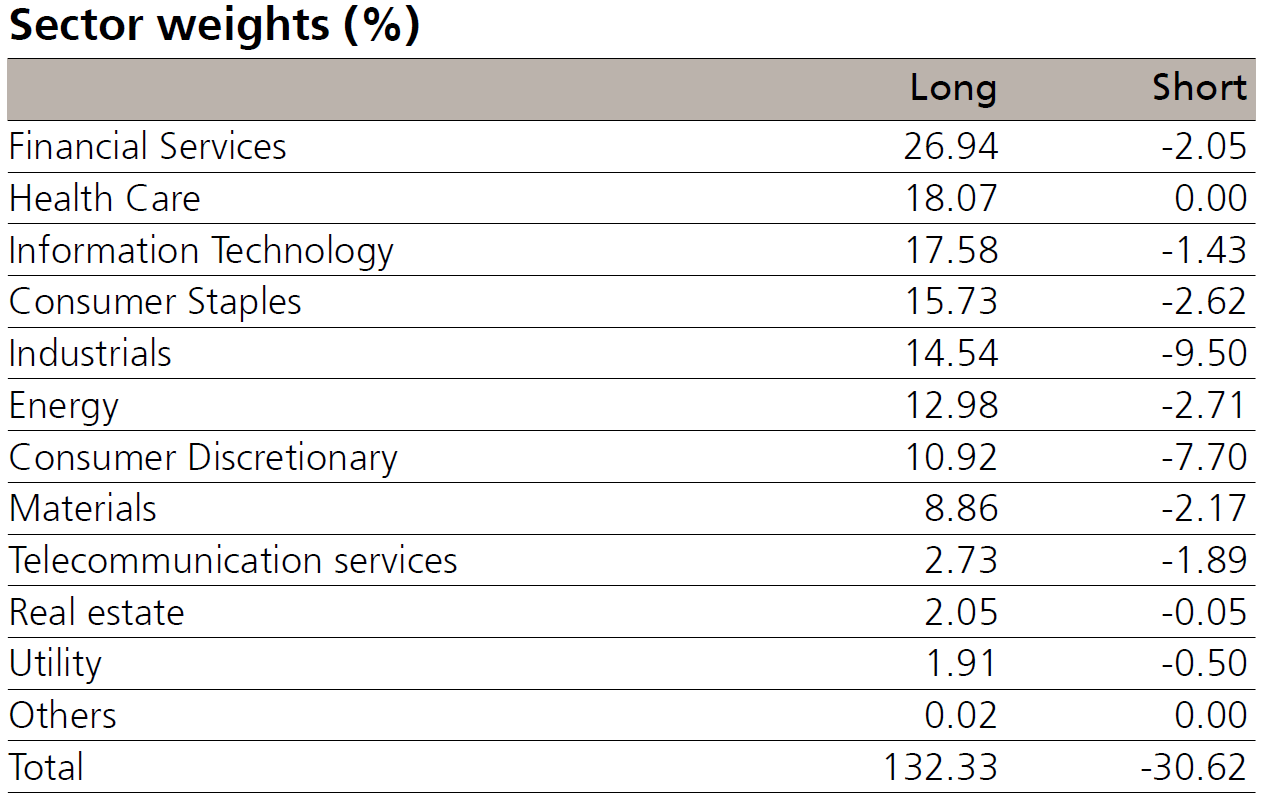 Sector weights (%)
Long Short
Financial Services 26.94 -2.05
Health Care 18.07 0.00
Information Technology 17.58 -1.43
Consumer Staples 15.73 -2.62
Industrials 14.54 -9.50
Energy 12.98 -2.71
Consumer Discretionary 10.92 -7.70
Materials 8.86 -2.17
Telecommunication services 2.73 -1.89
Real estate 2.05 -0.05
Utility 1.91 -0.50
Others 0.02 0.00
Total 132.33 -30.62